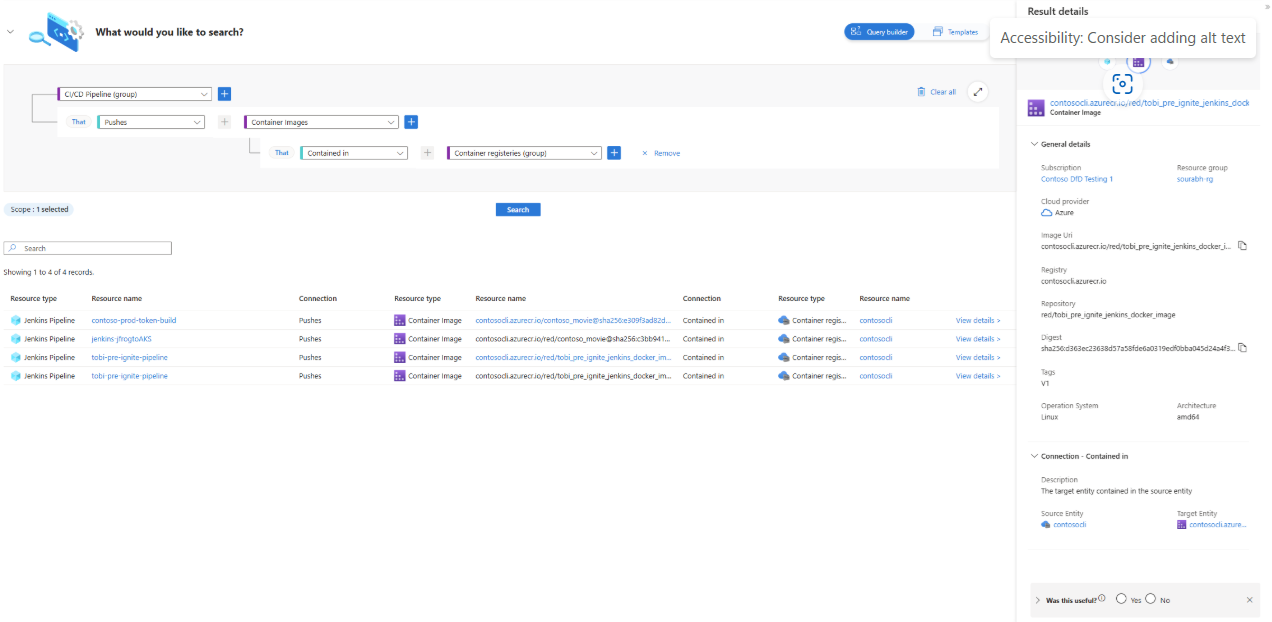 What would you like to search?
Query builder
Templates
CI/CD Pipeline (group)
Clear all
That
Pushes
Container Images
That
Contained in
Container registeries (group)
Remove
Scope : 1 selected
Search
Search
Showing 1 to 4 of 4 records.
Resource type Resource name Connection Resource type Resource name Connection Resource type Resource name
Jenkins Pipeline contoso-prod-token-build Pushes Container Image contosocli.azurecr.io/contoso_movie@sha256:e309f3ad82d... Contained in Container regis... contosocli View details >
Jenkins Pipeline jenkins-jfrogtoAKS Pushes Container Image contosocli.azurecr.io/red/contoso_movie@sha256:c3bb941... Contained in Container regis... contosocli View details >
Jenkins Pipeline tobi-pre-ignite-pipeline Pushes Container Image contosocli.azurecr.io/red/tobi_pre_ignite_jenkins_docker_im... Contained in Container regis... contosocli View details >
Jenkins Pipeline tobi-pre-ignite-pipeline Pushes Container Image contosocli.azurecr.io/red/tobi_pre_ignite_jenkins_docker_im... Contained in Container regis... contosocli View details >
Result details
Accessibility: Consider adding alt text
contosocli.azurecr.io/red/tobi_pre_ignite_jenkins_dock
Container Image
General details
Subscription Resource group
Contoso DfD Testing 1 sourabh-rg
Cloud provider
Azure
Image Uri
contosocli.azurecr.io/red/tobi_pre_ignite_jenkins_docker_i...
Registry
contosocli.azurecr.io
Repository
red/tobi_pre_ignite_jenkins_docker_image
Digest
sha256:d363ec23638d57a58fde6a0319edf0bba045d24a4f3...
Tags
V1
Operation System Architecture
Linux amd64
Connection - Contained in
Description
The target entity contained in the source entity
Source Entity Target Entity
contosocli contosocli.azure...
Was this useful? Yes No